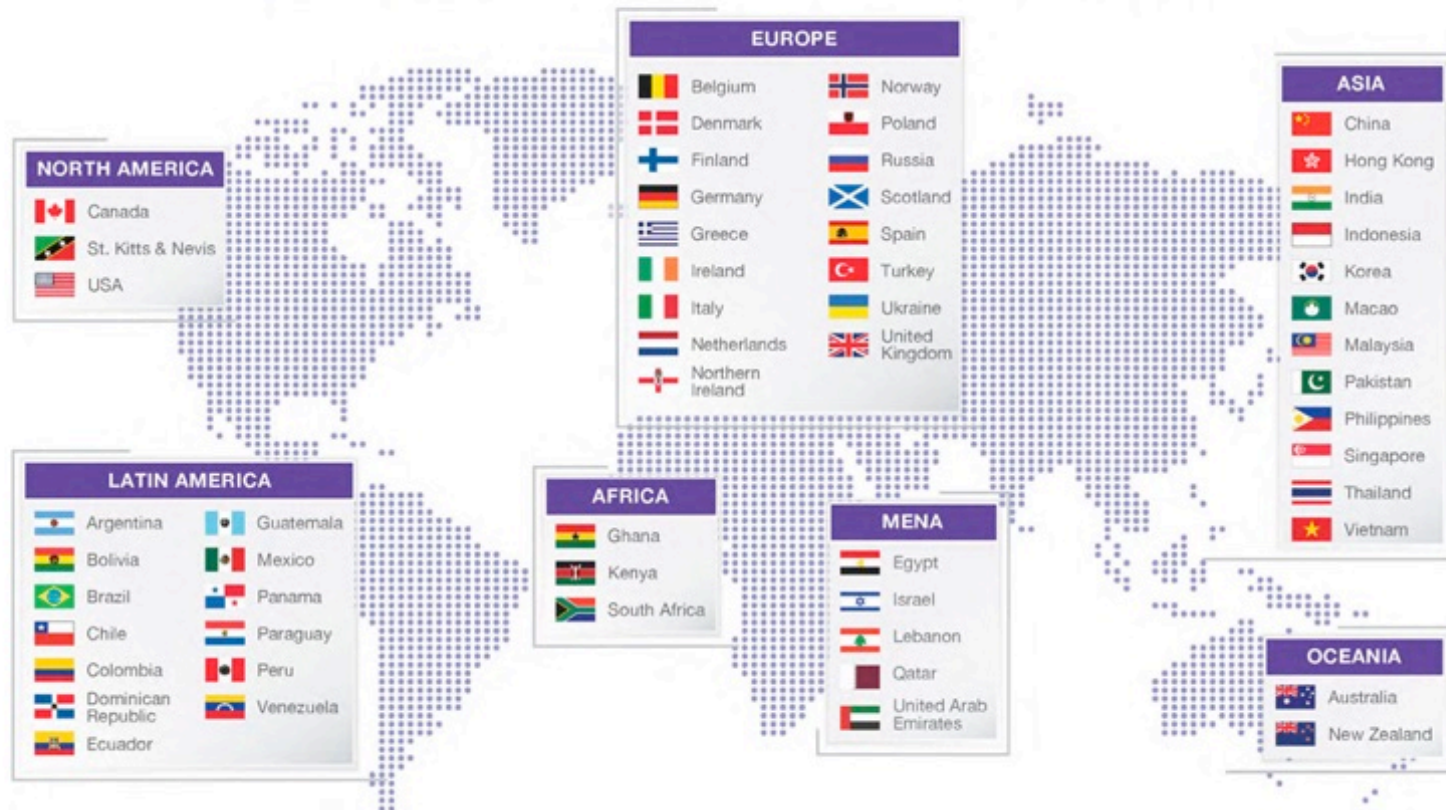 EUROPE
Belgium
Denmark
Finland
Germany
Greece
Ireland
Italy
Netherlands
Northern
Ireland
Norway
Poland
Russia
Scotland
Spain
Turkey
Ukraine
United
Kingdom
ASIA
China
Hong Kong
India
Indonesia
Korea
Macao
Malaysia
Pakistan
Philippines
Singapore
Thailand
Vietnam
NORTH AMERICA
Canada
St. Kitts & Nevis
USA
LATIN AMERICA
Argentina
Bolivia
Brazil
Chile
Colombia
Dominican
Republic
Ecuador
Guatemala
Mexico
Panama
Paraguay
Peru
Venezuela
AFRICA
Ghana
Kenya
South Africa
MENA
Egypt
Israel
Lebanon
Qatar
United Arab
Emirates
OCEANIA
Australia
New Zealand